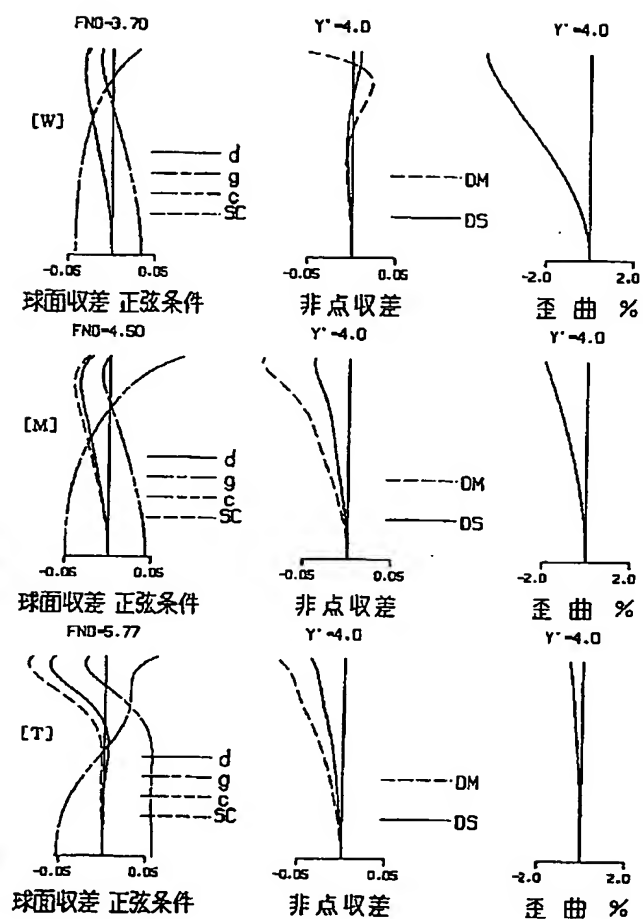 FNO=3.70 Y'=4.0 Y'=4.0
[W]
d
g
c
SC
DM
DS
-0.05 0.05 -0.05 0.05 -2.0 2.0
球面収差 正弦条件 非点収差 歪曲 %
FNO=4.50 Y'=4.0 Y'=4.0
[M]
d
g
c
SC
DM
DS
-0.05 0.05 -0.05 0.05 -2.0 2.0
球面収差 正弦条件 非点収差 歪曲 %
FNO=5.77 Y'=4.0 Y'=4.0
[T]
d
g
c
SC
DM
DS
-0.05 0.05 -0.05 0.05 -2.0 2.0
球面収差 正弦条件 非点収差 歪曲 %